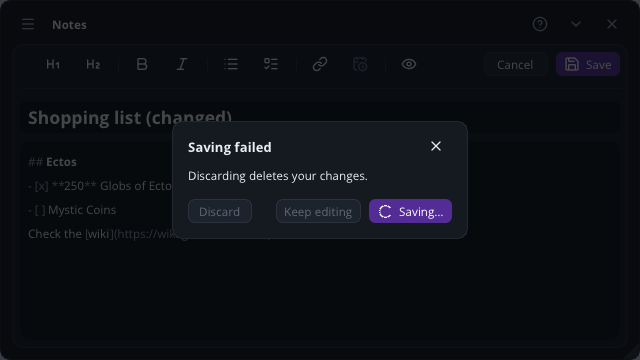 Notes
H1 H2 B I Cancel Save
Shopping list (changed)
## Ectos
- [x] **250** Globs of Ecto
- [ ] Mystic Coins
Check the [wiki](https://wiki
Saving failed
Discarding deletes your changes.
Discard Keep editing Saving...